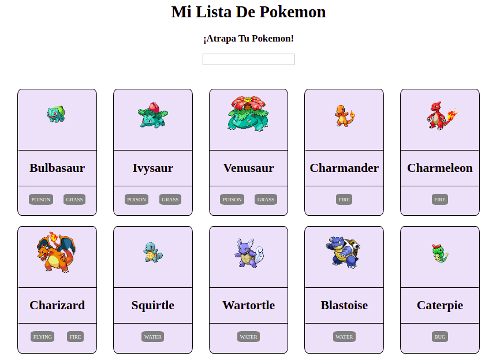 Mi Lista De Pokemon
¡Atrapa Tu Pokemon!
Bulbasaur Ivysaur Venusaur Charmander Charmeleon
POISON GRASS POISON GRASS POISON GRASS FIRE FIRE
Charizard Squirtle Wartortle Blastoise Caterpie
FLYING FIRE WATER WATER WATER BUG